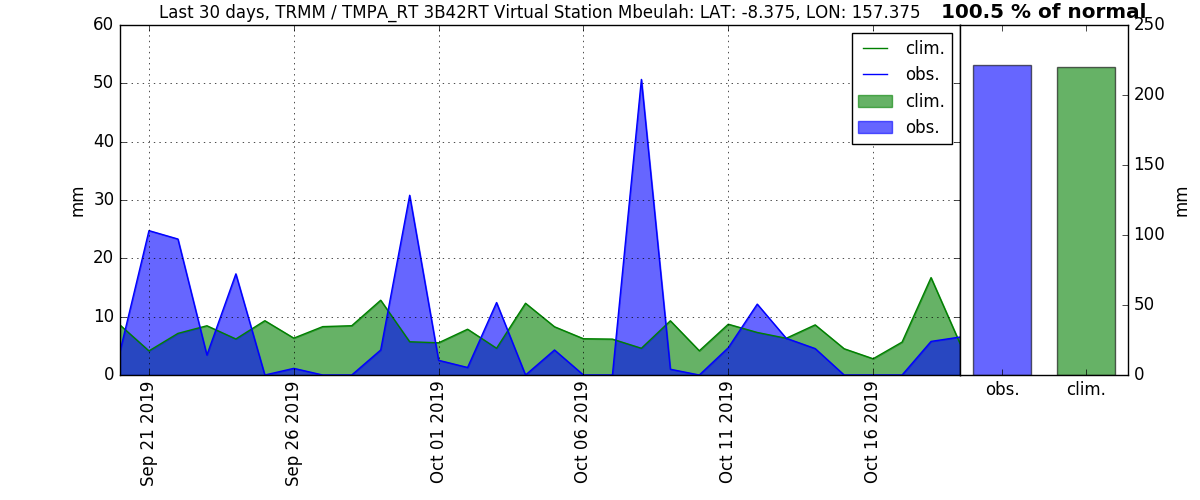 Last 30 days, TRMM / TMPA_RT 3B42RT Virtual Station Mbeulah: LAT: -8.375, LON: 157.375
100.5 % of normal
60
50
40
30
20
10
0
mm
clim.
obs.
clim.
obs.
250
200
150
100
50
0
mm
obs.
clim.
Sep 21 2019
Sep 26 2019
Oct 01 2019
Oct 06 2019
Oct 11 2019
Oct 16 2019